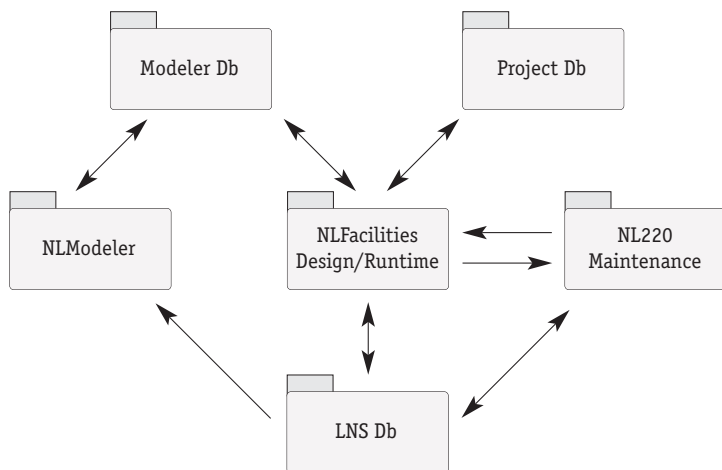 Modeler Db
Project Db
NLModeler
NLFacilities
Design/Runtime
NL220
Maintenance
LNS Db